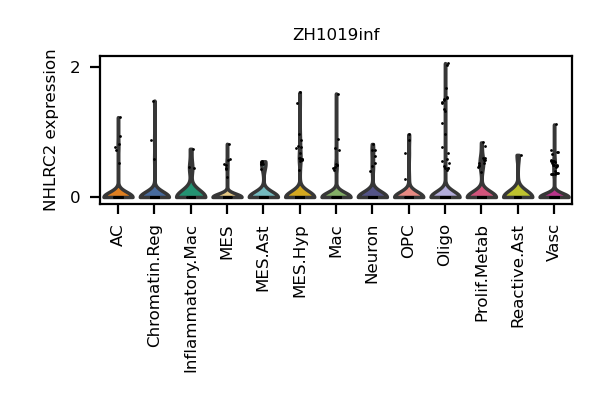 ZH1019inf
NHLRC2 expression
2
0
AC
Chromatin.Reg
Inflammatory.Mac
MES
MES.Ast
MES.Hyp
Mac
Neuron
OPC
Oligo
Prolif.Metab
Reactive.Ast
Vasc